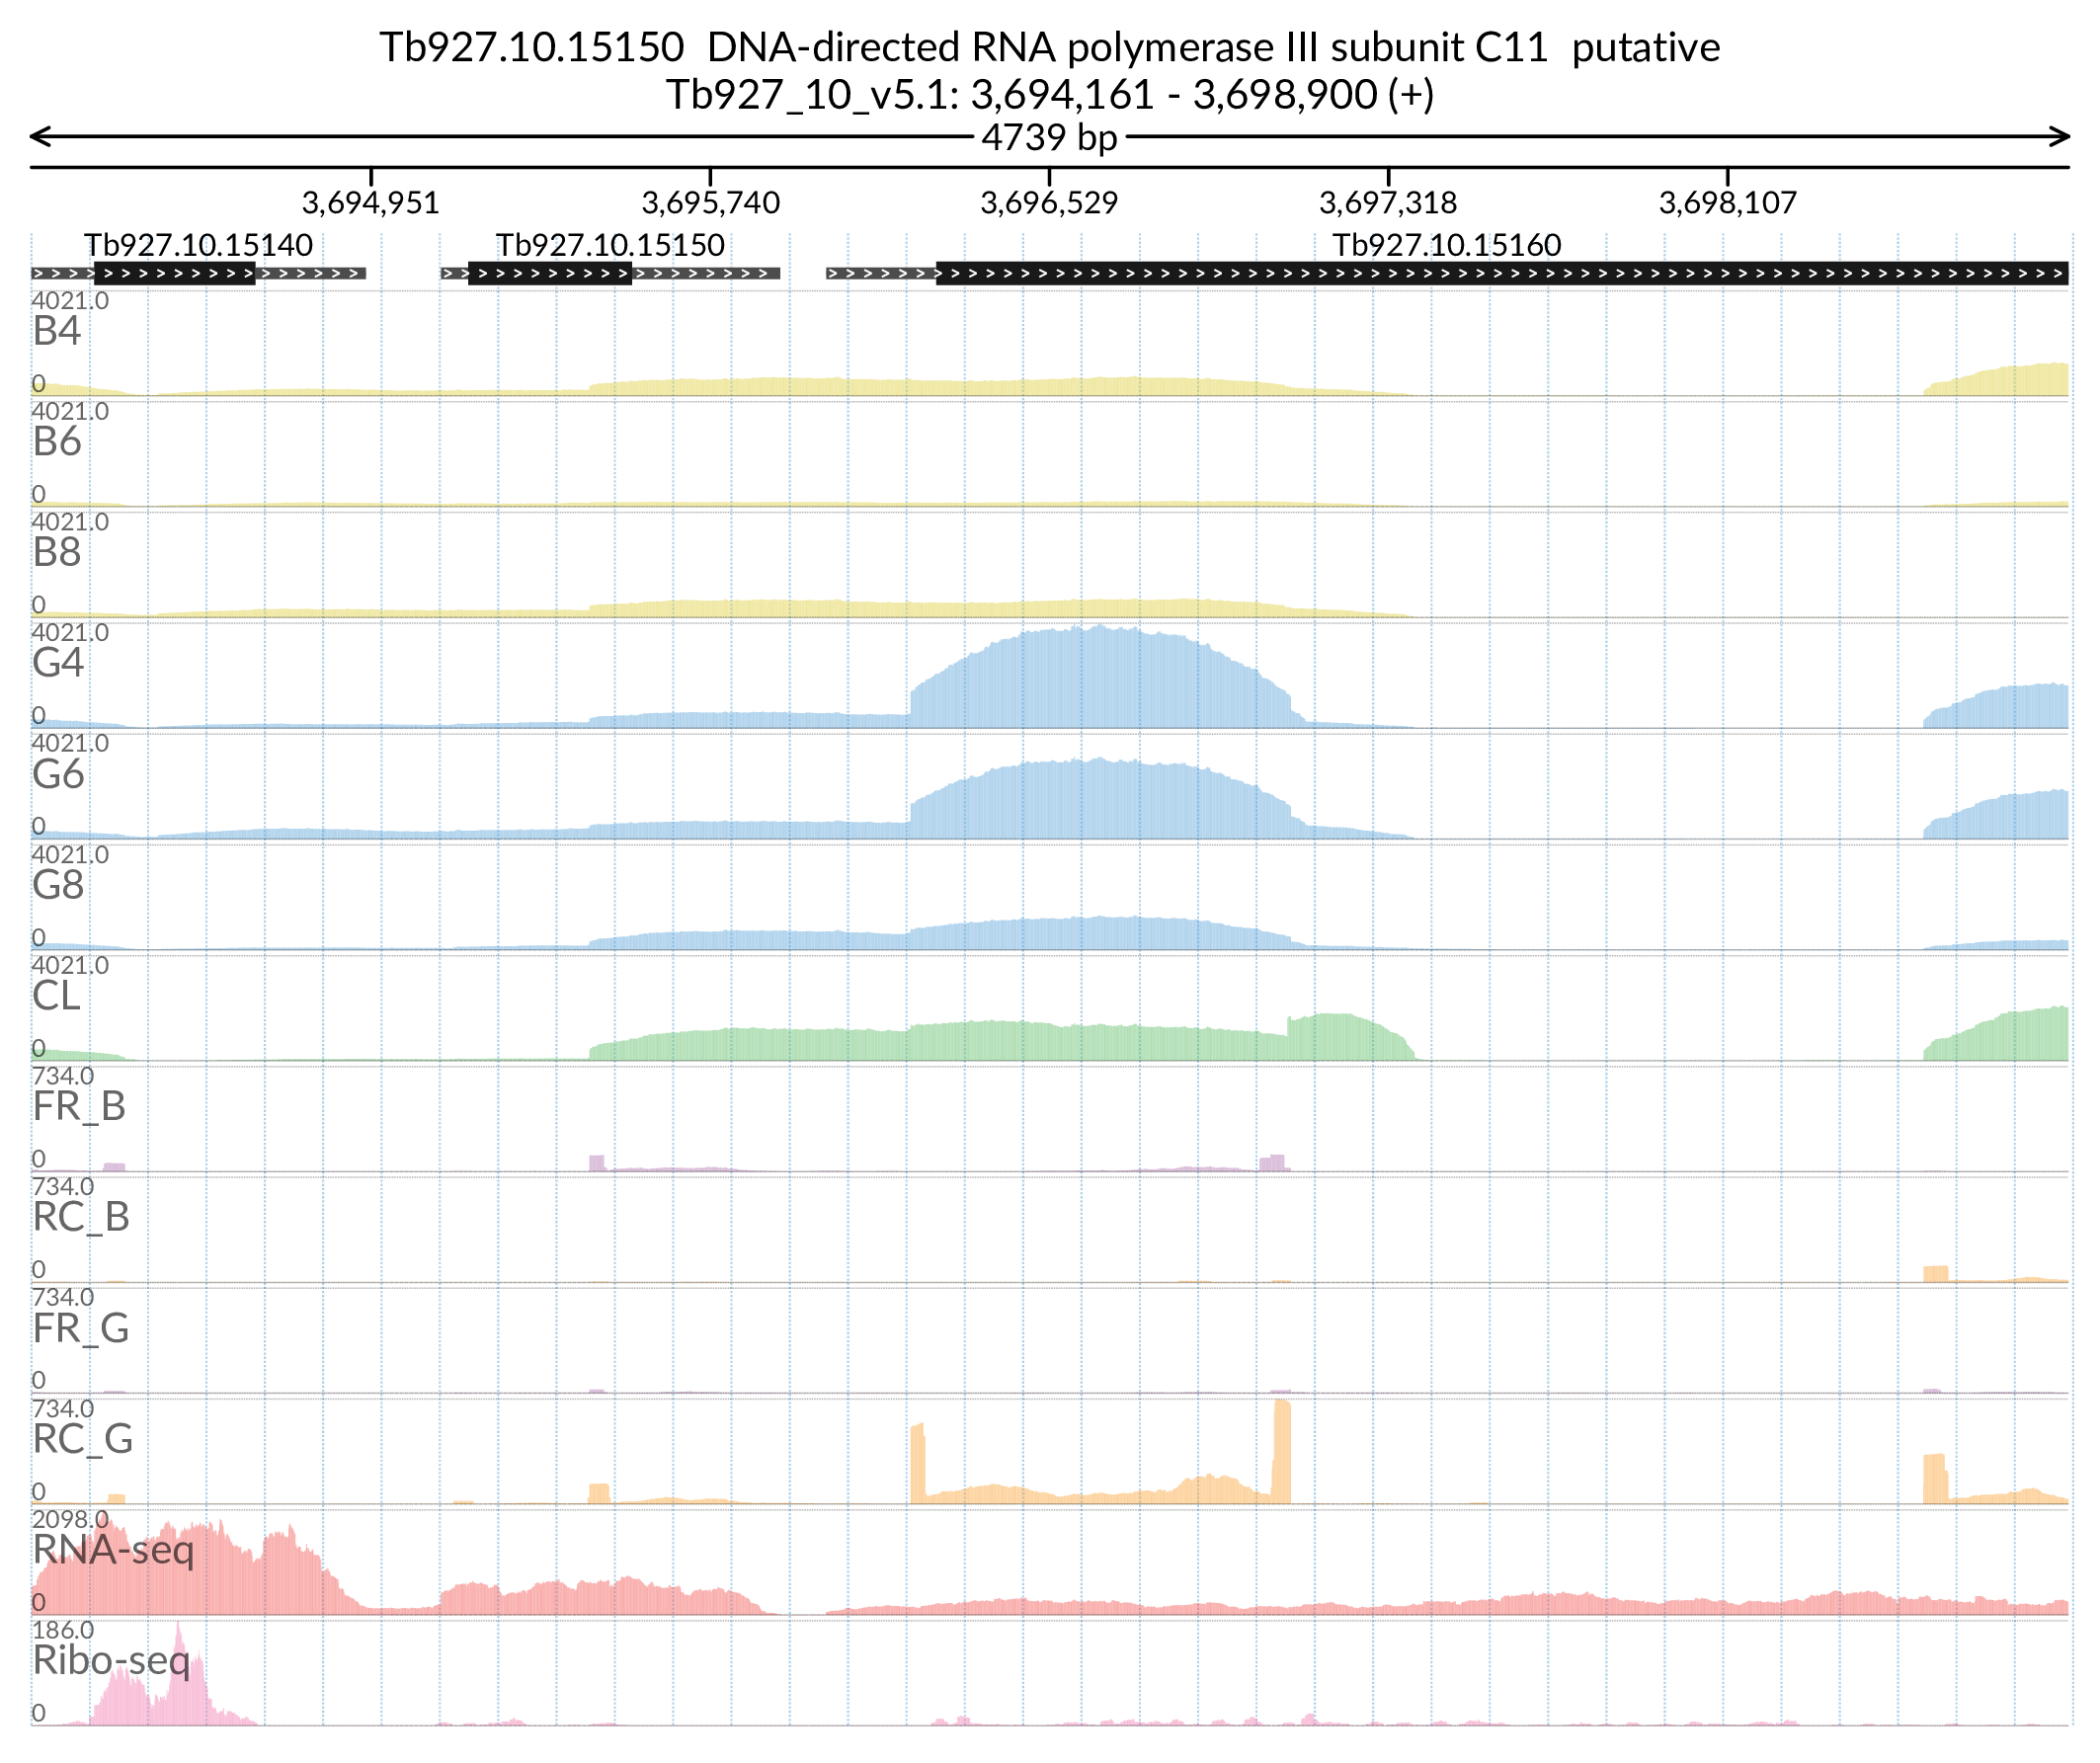 Tb927.10.15150  DNA-directed RNA polymerase III subunit C11  putative
Tb927_10_v5.1: 3,694,161 - 3,698,900 (+)
4739 bp
3,694,951 3,695,740 3,696,529 3,697,318 3,698,107
Tb927.10.15140 Tb927.10.15150 Tb927.10.15160
4021.0
B4
0
4021.0
B6
0
4021.0
B8
0
4021.0
G4
0
4021.0
G6
0
4021.0
G8
0
4021.0
CL
0
734.0
FR_B
0
734.0
RC_B
0
734.0
FR_G
0
734.0
RC_G
0
2098.0
RNA-seq
0
186.0
Ribo-seq
0